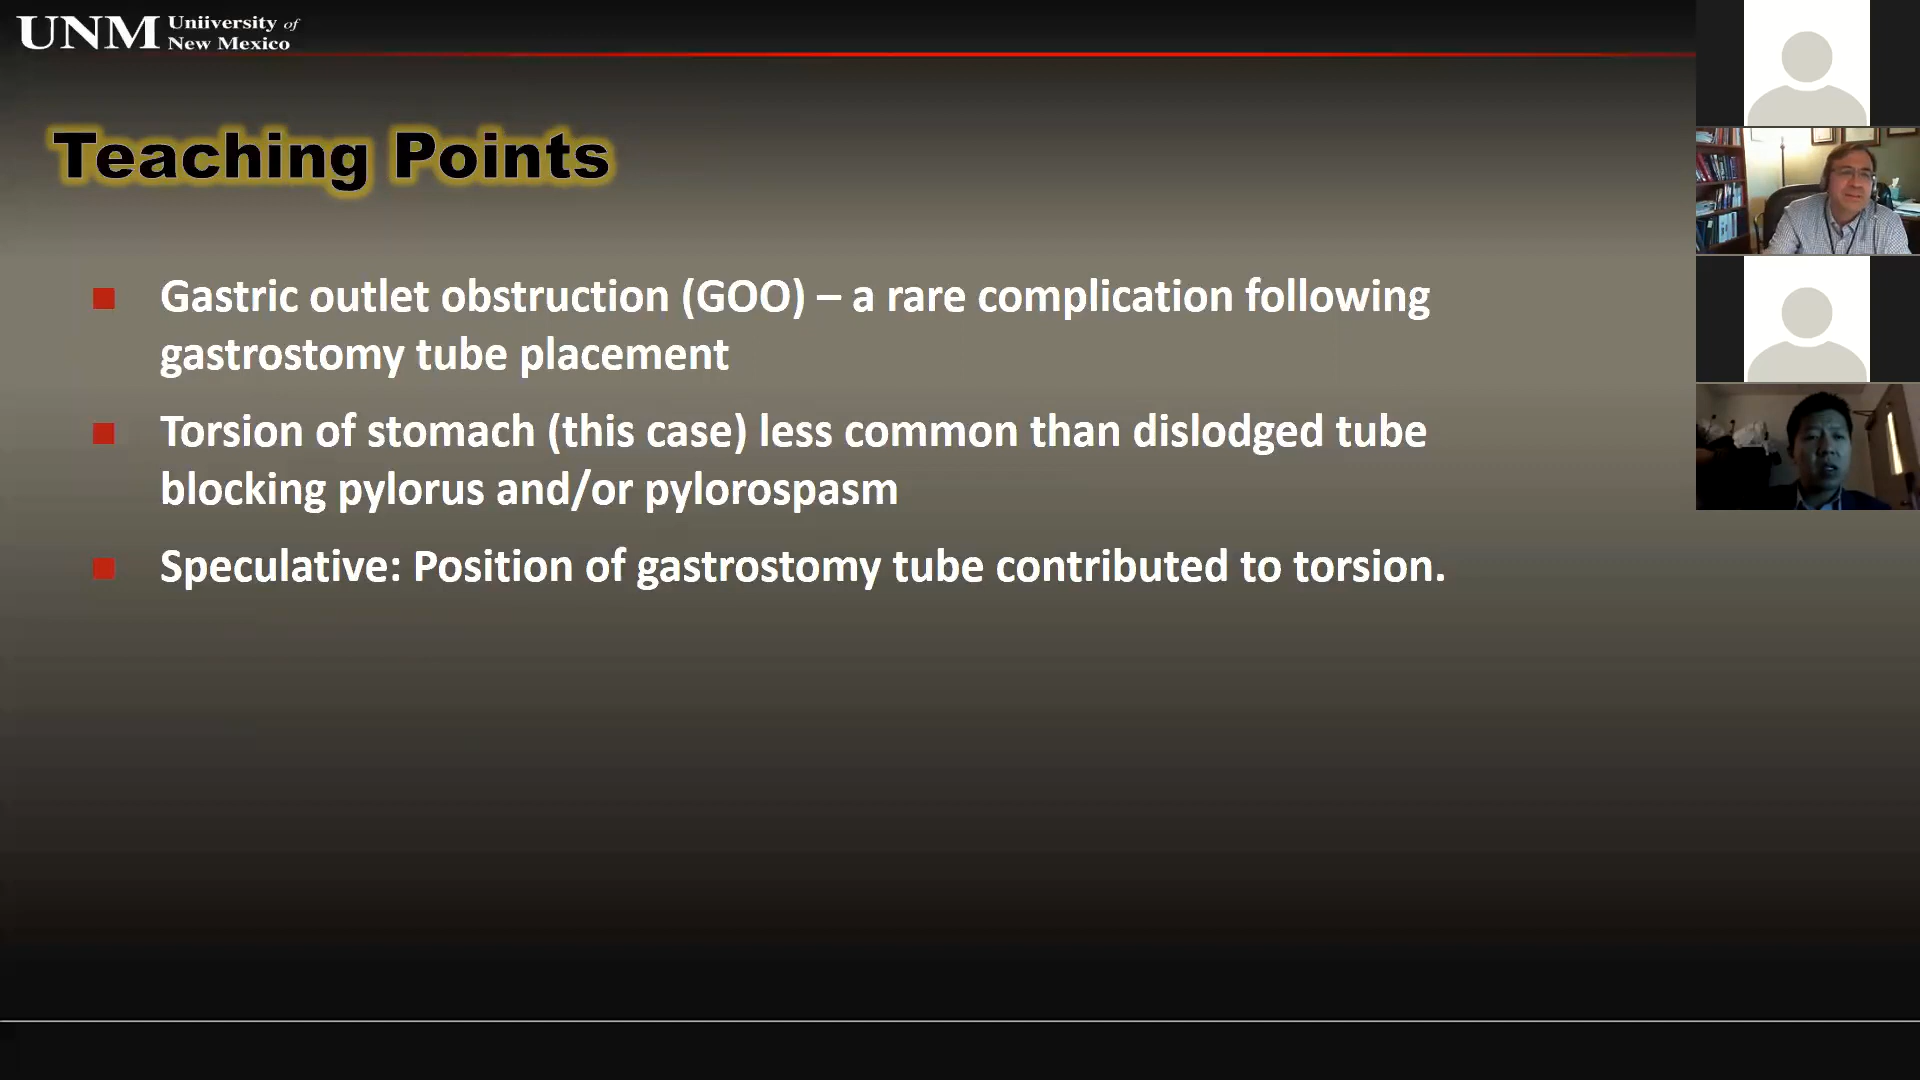 UNM Uniiversity of
New Mexico
Teaching Points
Gastric outlet obstruction (GOO) – a rare complication following
gastrostomy tube placement
Torsion of stomach (this case) less common than dislodged tube
blocking pylorus and/or pylorospasm
Speculative: Position of gastrostomy tube contributed to torsion.